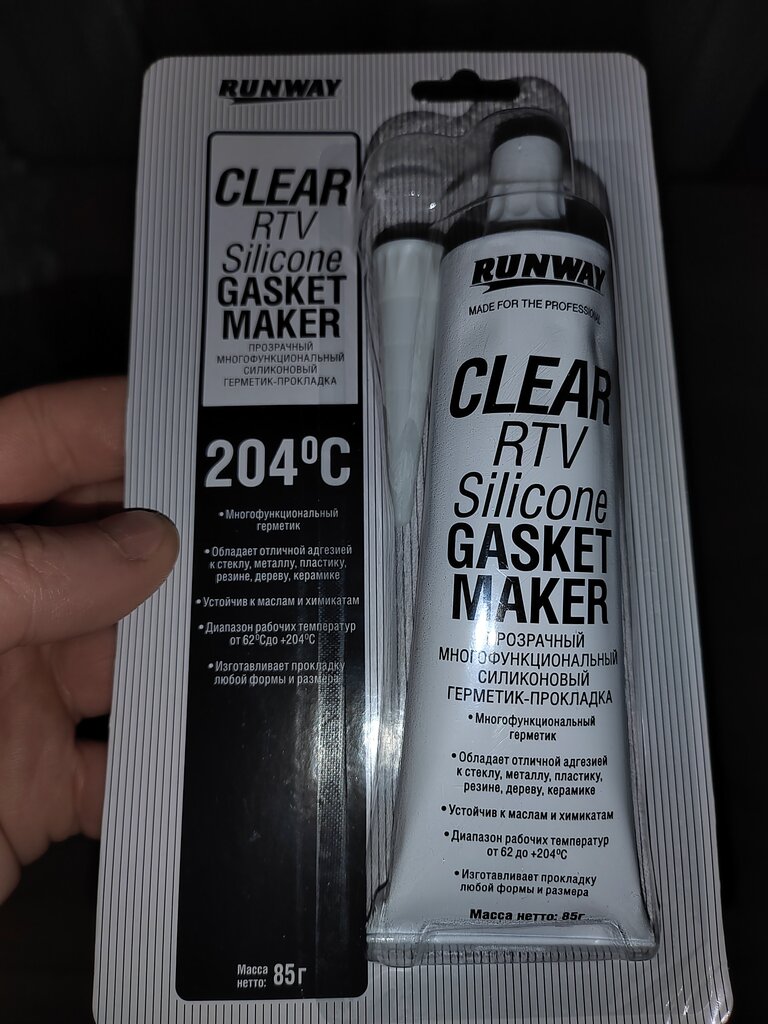 RUNWAY
CLEAR
RTV
Silicone
GASKET
MAKER
ПРОЗРАЧНЫЙ
МНОГОФУНКЦИОНАЛЬНЫЙ
СИЛИКОНОВЫЙ
ГЕРМЕТИК-ПРОКЛАДКА
204⁰C
• Многофункциональный
герметик
• Обладает отличной адгезией
к стеклу, металлу, пластику,
резине, дереву, керамике
• Устойчив к маслам и химикатам
• Диапазон рабочих температур
от 62⁰Сдо +204⁰С
• Изготавливает прокладку
любой формы и размера
Масса
нетто: 85г
RUNWAY
MADE FOR THE PROFESSIONAL
CLEAR
RTV
Silicone
GASKET
MAKER
ПРОЗРАЧНЫЙ
МНОГОФУНКЦИОНАЛЬНЫЙ
СИЛИКОНОВЫЙ
ГЕРМЕТИК-ПРОКЛАДКА
• Многофункциональный
герметик
• Обладает отличной адгезией
к стеклу, металлу, пластику,
резине, дереву, керамике
• Устойчив к маслам и химикатам
• Диапазон рабочих температур
от 62 до +204⁰С
• Изготавливает прокладку
любой формы и размера
Масса нетто: 85г